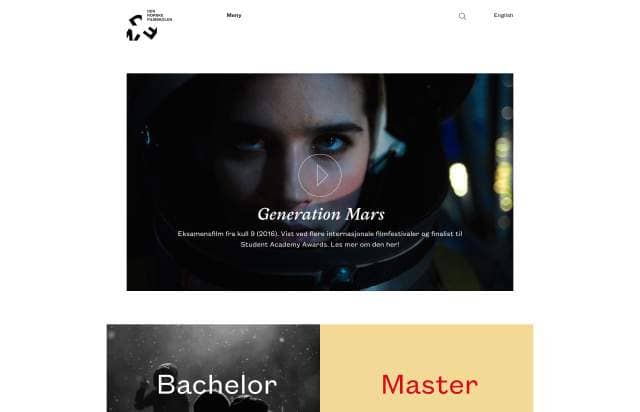 DEN
NORSKE
FILMSKOLEN
Meny
English
Generation Mars
Eksamensfilm fra kull 9 (2016). Vist ved flere internasjonale filmfestivaler og finalist til
Student Academy Awards. Les mer om den her!
Bachelor
Master